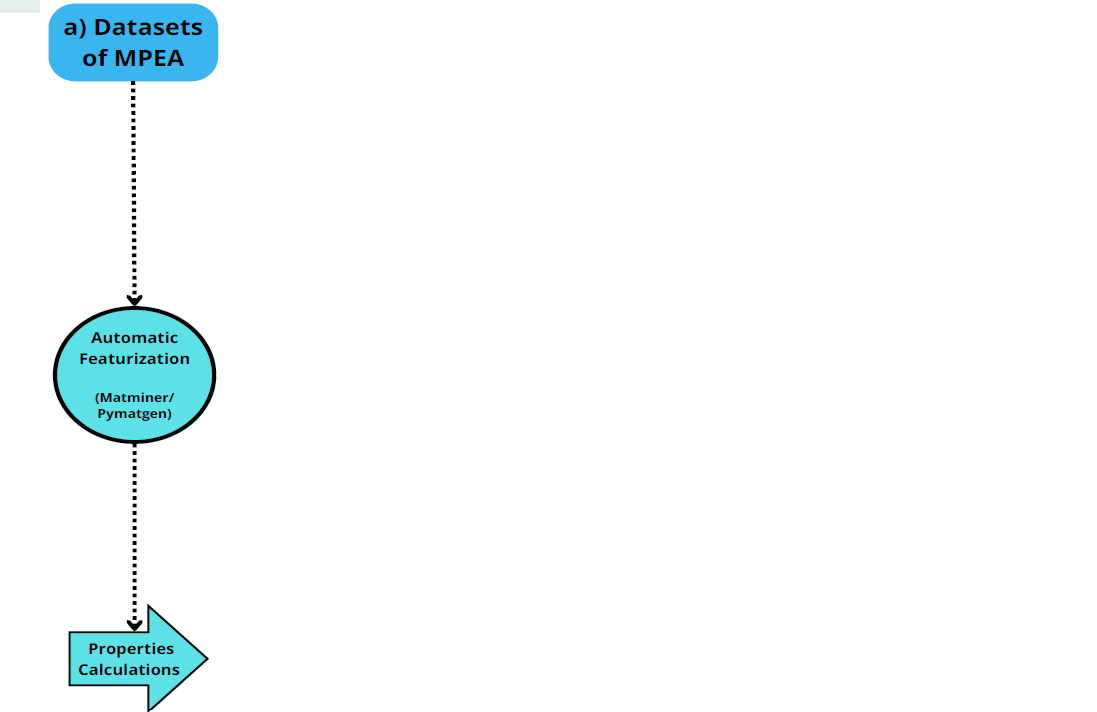 a) Datasets
of MPEA
Automatic
Featurization
(Matminer/
Pymatgen)
Properties
Calculations